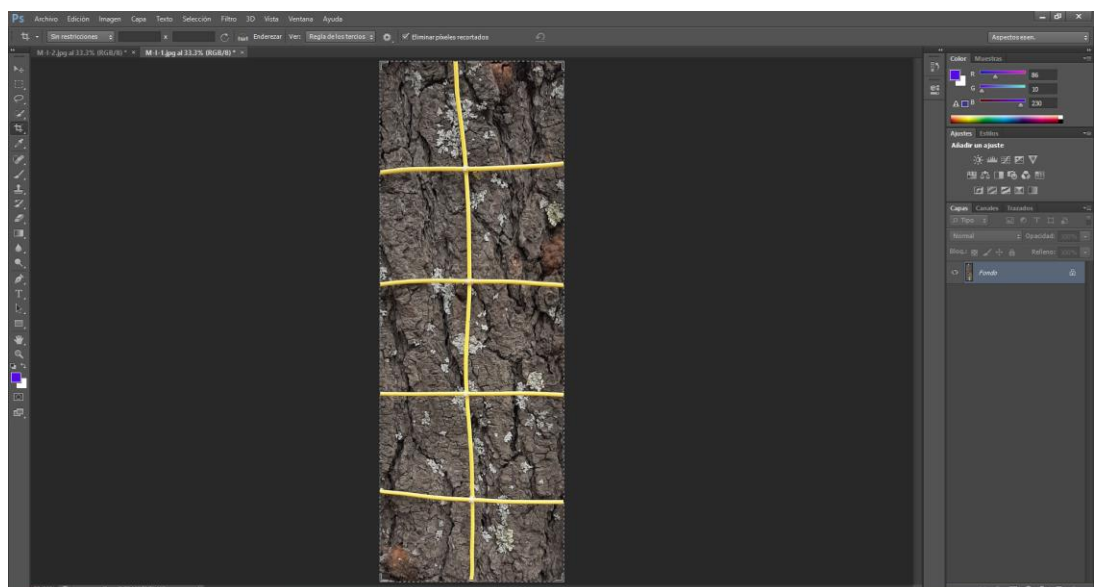 Ps Archivo Edición Imagen Capa Texto Selección Filtro 3D Vista Ventana Ayuda
Sin restricciones x Enderezar Ver: Regla de los tercios Eliminar píxeles recortados Aspectos esen.
M-I-2.jpg al 33.3% (RGB/8) * × M-I-1.jpg al 33.3% (RGB/8) * ×
Color Muestras
R 86
G 10
B 230
Ajustes Estilos
Añadir un ajuste
Capas Canales Trazados
Tipo
Normal Opacidad: 100%
Bloq.: Relleno: 100%
Fondo